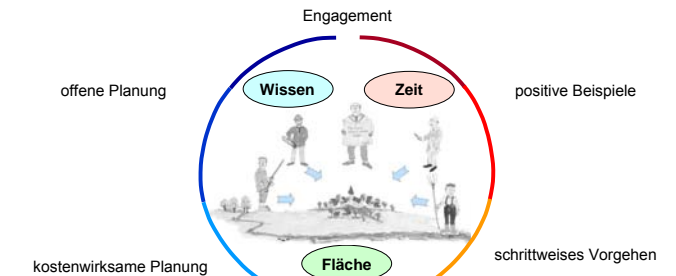 Engagement
Wissen
Zeit
offene Planung
positive Beispiele
Fläche
kostenwirksame Planung
schrittweises Vorgehen